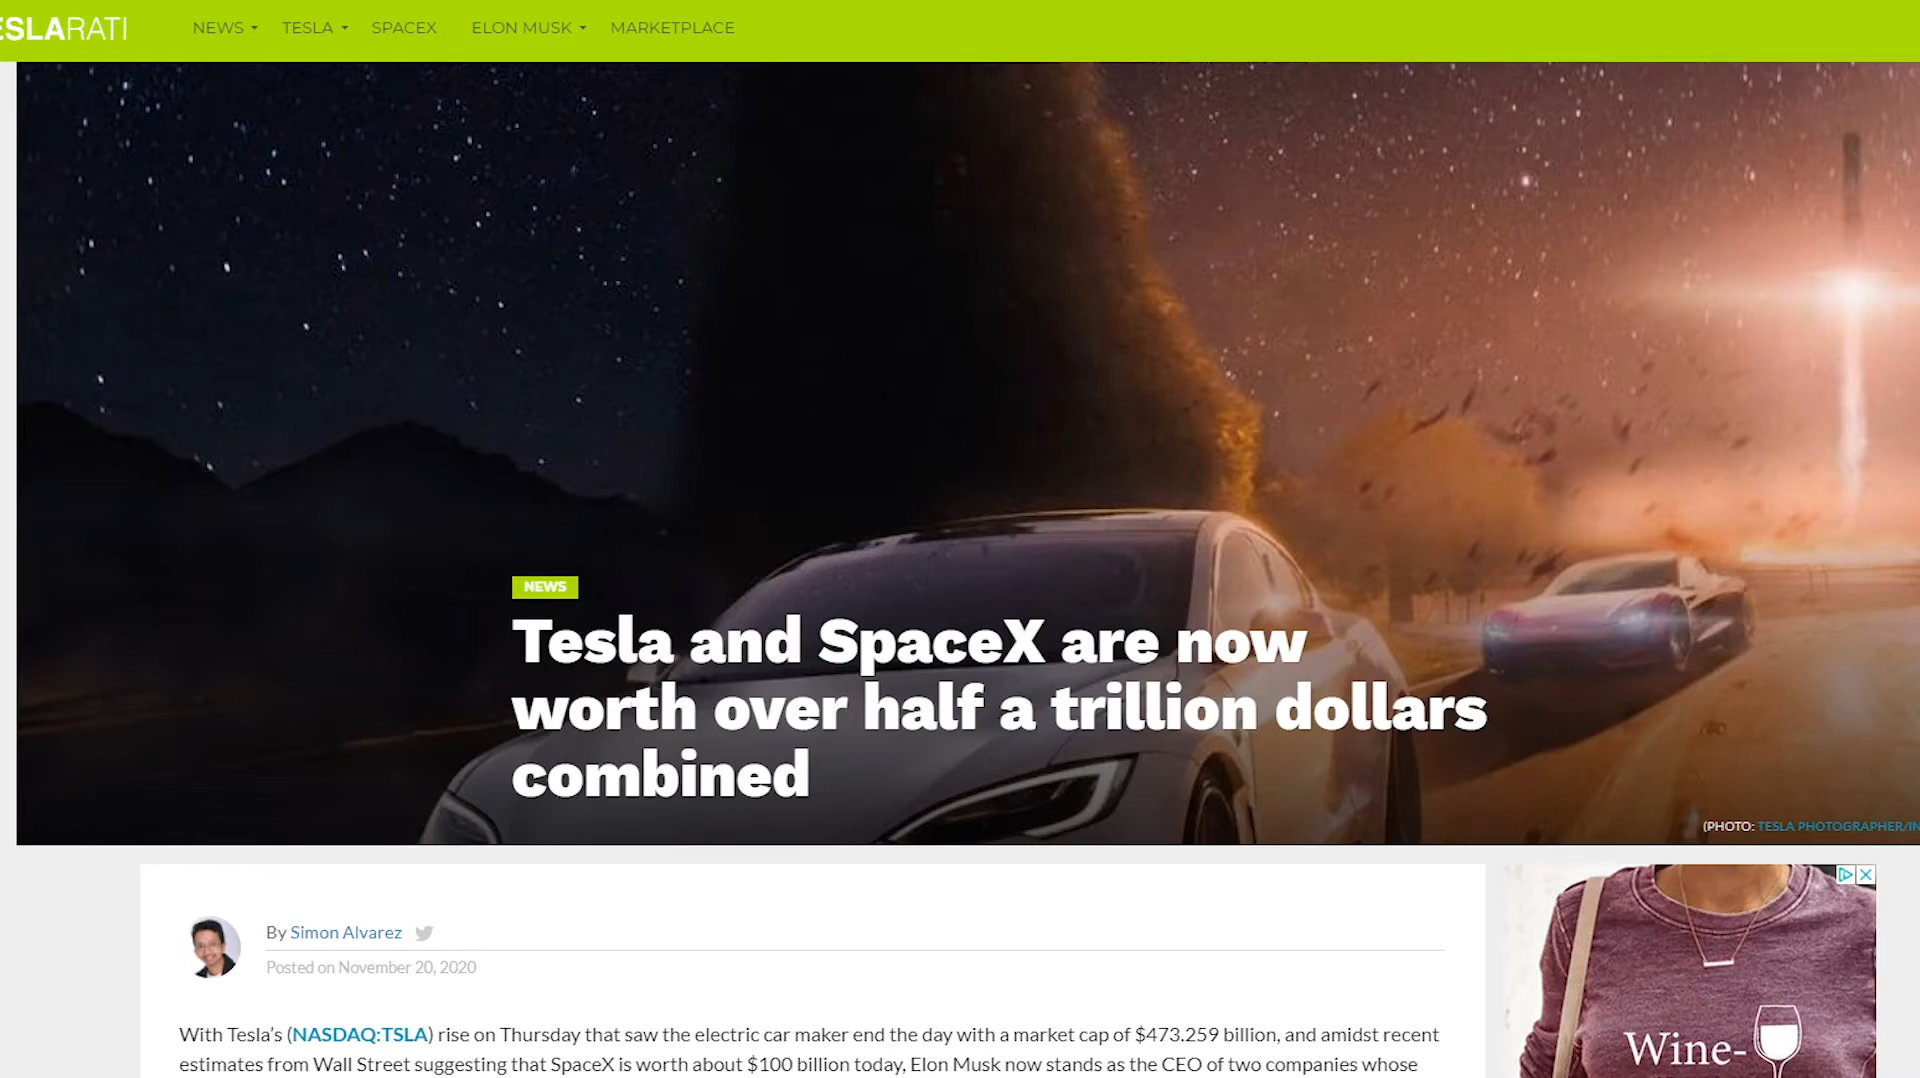 ESLARATI
NEWS TESLA SPACEX ELON MUSK MARKETPLACE
NEWS
Tesla and SpaceX are now
worth over half a trillion dollars
combined
(PHOTO: TESLA PHOTOGRAPHER/IN
By Simon Alvarez
Posted on November 20, 2020
With Tesla's (NASDAQ:TSLA) rise on Thursday that saw the electric car maker end the day with a market cap of $473.259 billion, and amidst recent
estimates from Wall Street suggesting that SpaceX is worth about $100 billion today, Elon Musk now stands as the CEO of two companies whose
Wine-